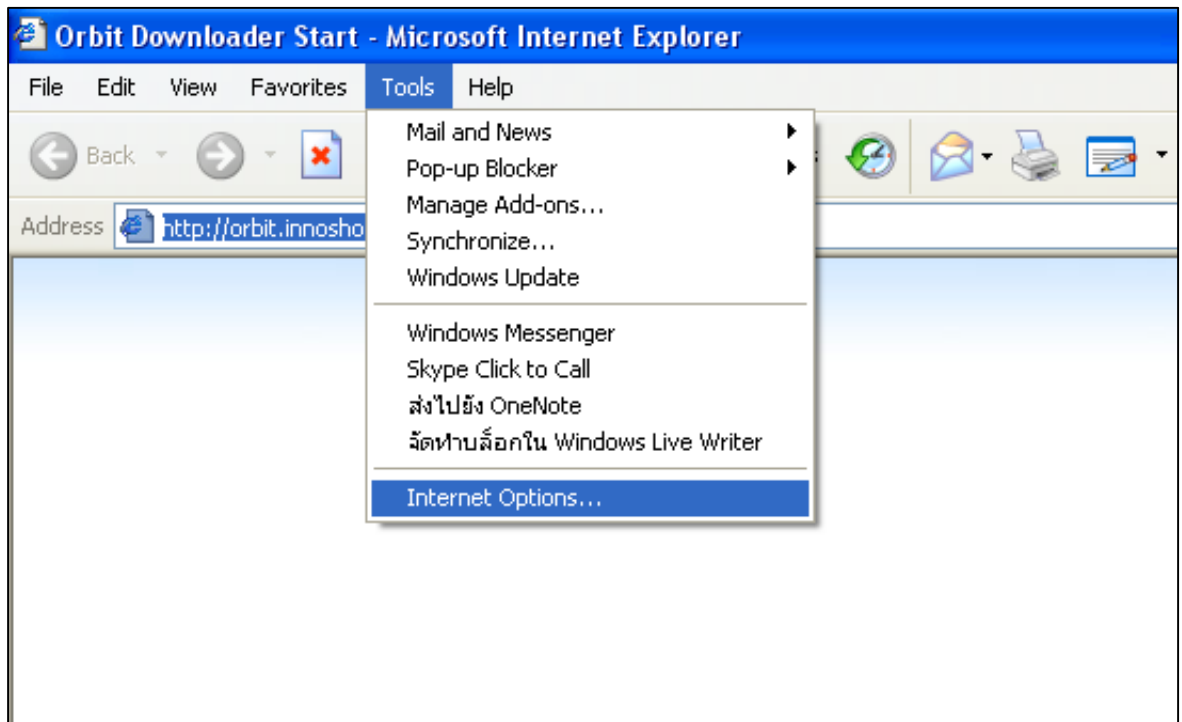 Orbit Downloader Start - Microsoft Internet Explorer
File Edit View Favorites Tools Help
Back
Address http://orbit.innosho
Mail and News
Pop-up Blocker
Manage Add-ons...
Synchronize...
Windows Update
Windows Messenger
Skype Click to Call
ส่งไปยัง OneNote
จัดทำบล็อกใน Windows Live Writer
Internet Options...